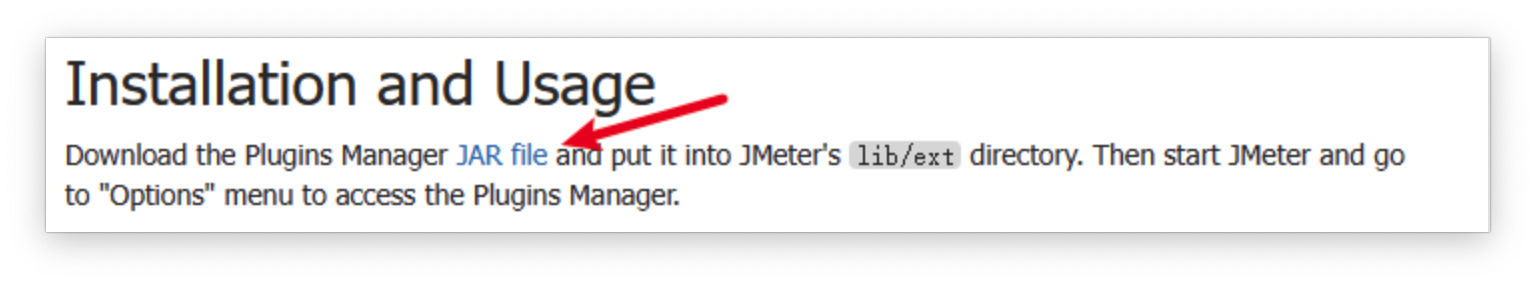 Installation and Usage
Download the Plugins Manager JAR file and put it into JMeter's lib/ext directory. Then start JMeter and go
to "Options" menu to access the Plugins Manager.